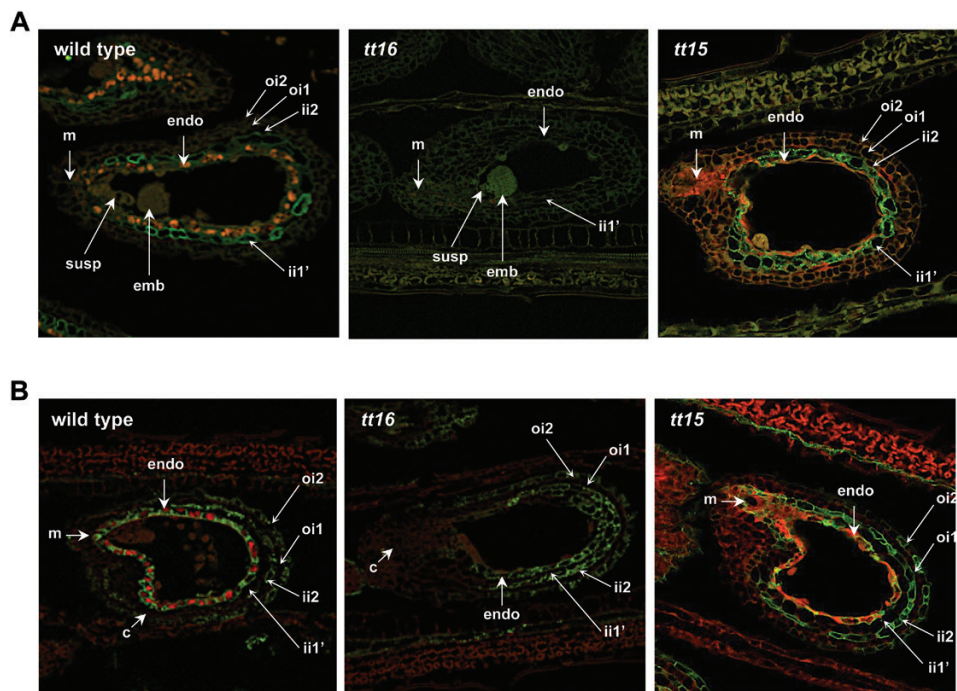 A
wild type
oi2
oi1
ii2
endo
m
susp
emb
ii1'
tt16
endo
m
ii1'
susp
emb
tt15
oi2
oi1
ii2
endo
m
ii1'
B
wild type
endo
oi2
m
oi1
ii2
c
ii1'
tt16
oi2
oi1
c
endo
ii2
ii1'
tt15
endo
oi2
m
oi1
ii2
ii1'